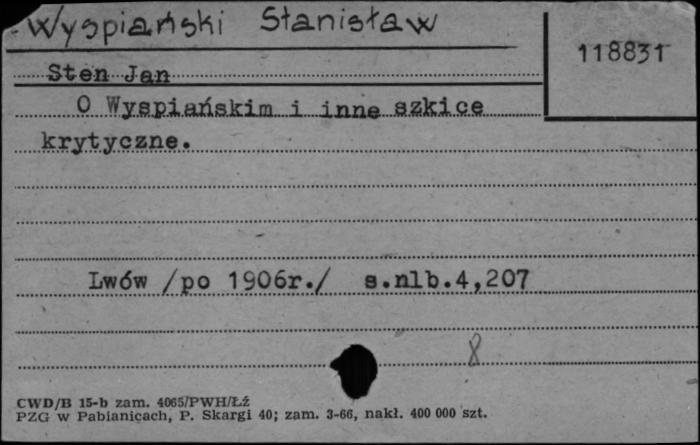 Wyspiański Stanisław
118831
Sten Jan
O Wyspiańskim i inne szkice
krytyczne.
Lwów /po 1906r./ s.nlb.4,207
8
CWD/B 15-b zam. 4065/PWH/Łź
PZG w Pabianicach, P. Skargi 40; zam. 3-66, nakł. 400 000 szt.